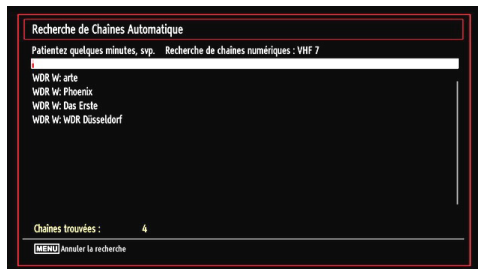 Recherche de Chaines Automatique
Patientez quelques minutes, svp. Recherche de chaînes numériques : VHF 7
WDR W: arte
WDR W: Phoenix
WDR W: Das Erste
WDR W: WDR Düsseldorf
Chaînes trouvées : 4
MENU Annuler la recherche